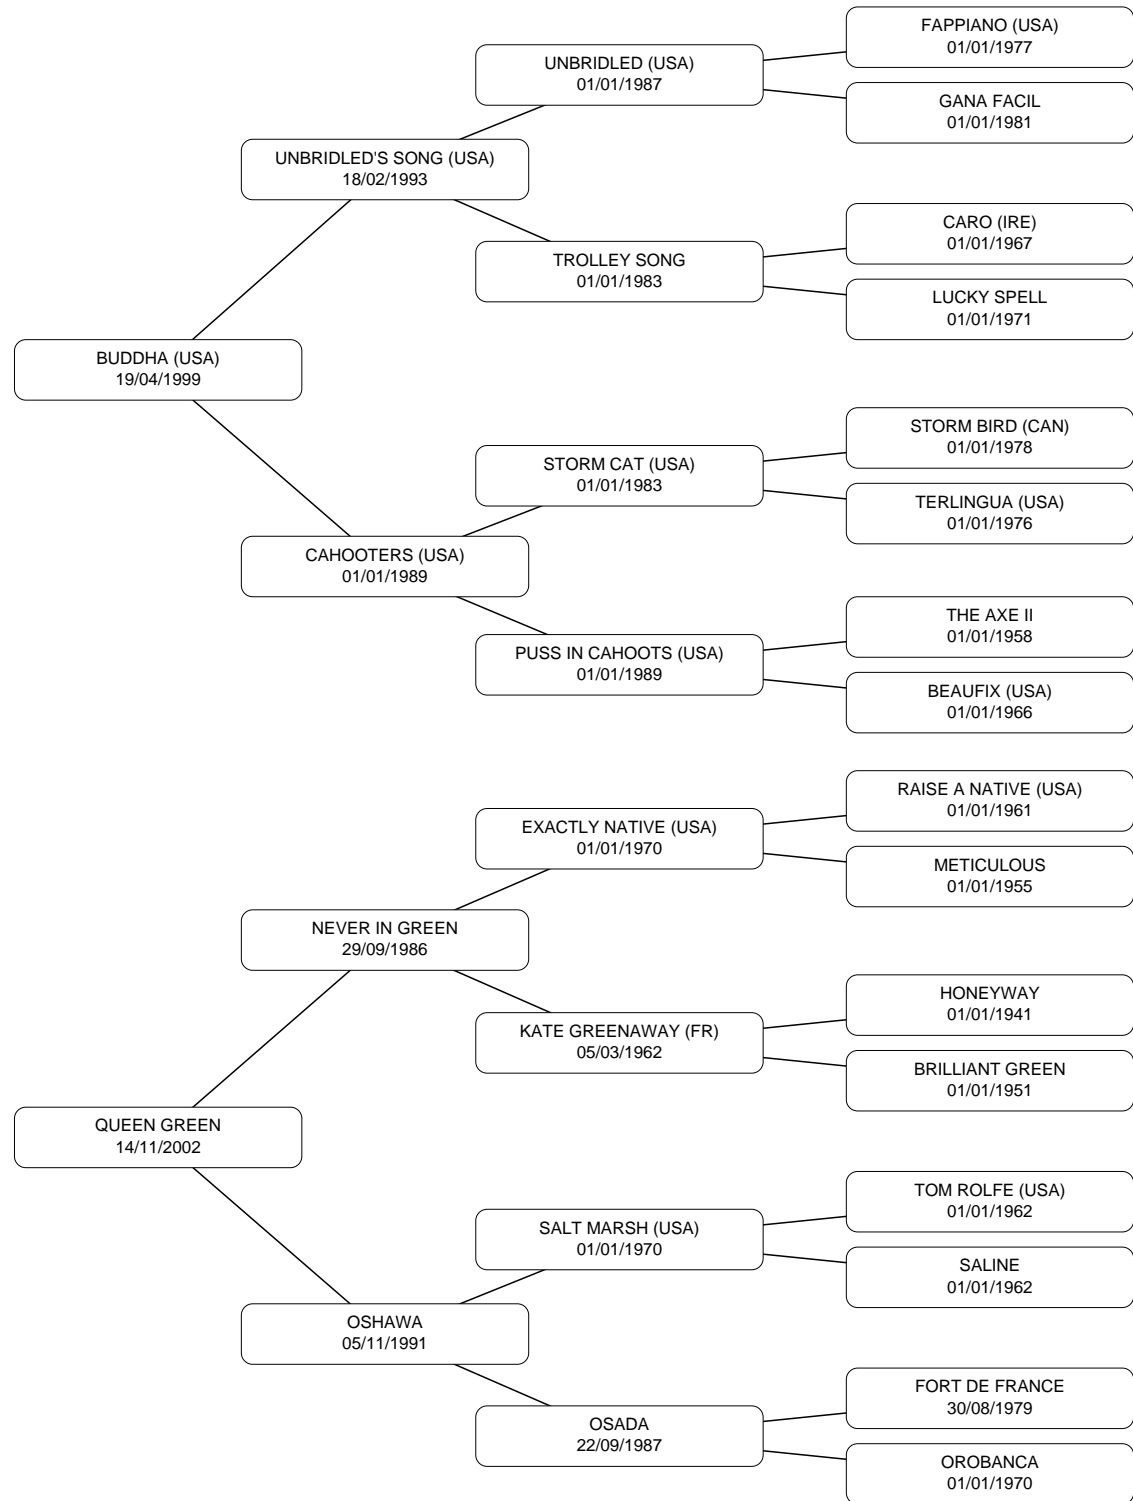 FAPPIANO (USA)
01/01/1977
UNBRIDLED (USA)
01/01/1987
GANA FACIL
01/01/1981
UNBRIDLED'S SONG (USA)
18/02/1993
CARO (IRE)
01/01/1967
TROLLEY SONG
01/01/1983
LUCKY SPELL
01/01/1971
BUDDHA (USA)
19/04/1999
STORM BIRD (CAN)
01/01/1978
STORM CAT (USA)
01/01/1983
TERLINGUA (USA)
01/01/1976
CAHOOTERS (USA)
01/01/1989
THE AXE II
01/01/1958
PUSS IN CAHOOTS (USA)
01/01/1989
BEAUFIX (USA)
01/01/1966
RAISE A NATIVE (USA)
01/01/1961
EXACTLY NATIVE (USA)
01/01/1970
METICULOUS
01/01/1955
NEVER IN GREEN
29/09/1986
HONEYWAY
01/01/1941
KATE GREENAWAY (FR)
05/03/1962
BRILLIANT GREEN
01/01/1951
QUEEN GREEN
14/11/2002
TOM ROLFE (USA)
01/01/1962
SALT MARSH (USA)
01/01/1970
SALINE
01/01/1962
OSHAWA
05/11/1991
FORT DE FRANCE
30/08/1979
OSADA
22/09/1987
OROBANCA
01/01/1970